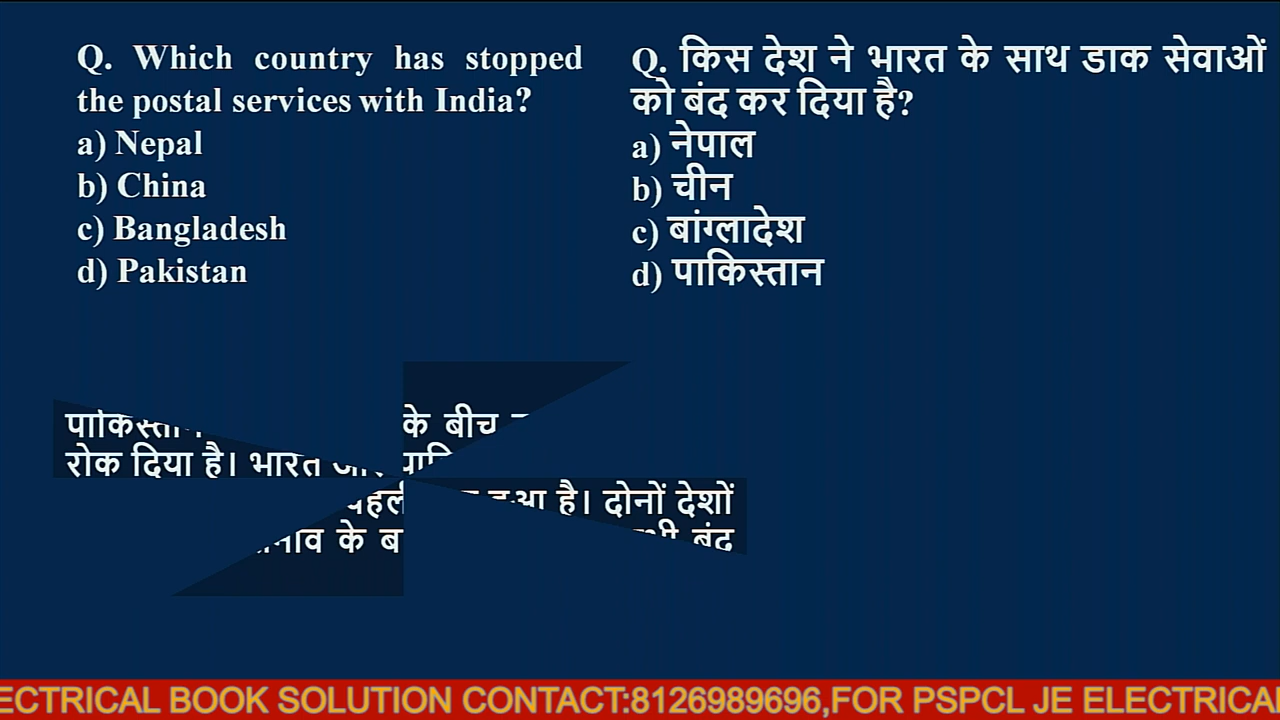 Q. Which country has stopped
the postal services with India?
a) Nepal
b) China
c) Bangladesh
d) Pakistan
Q. किस देश ने भारत के साथ डाक सेवाओं
को बंद कर दिया है?
a) नेपाल
b) चीन
c) बांग्लादेश
d) पाकिस्तान
के बीच
रोक दिया है। भारत
हुआ है। दोनों देशों
के बंद
ECTRICAL BOOK SOLUTION CONTACT:8126989696,FOR PSPCL JE ELECTRICAL